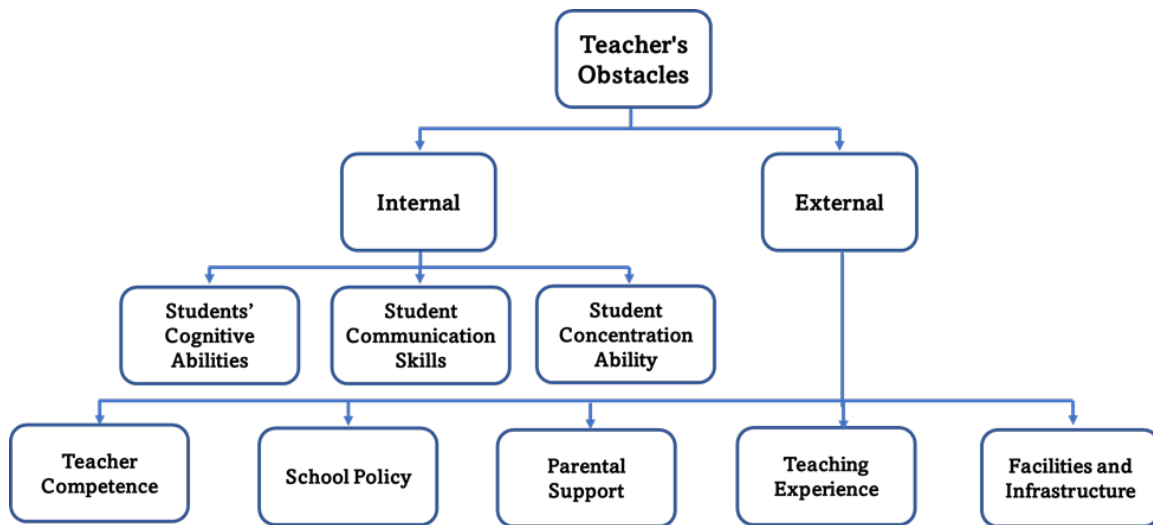 Teacher's
Obstacles
Internal
External
Students’
Cognitive
Abilities
Student
Communication
Skills
Student
Concentration
Ability
Teacher
Competence
School Policy
Parental
Support
Teaching
Experience
Facilities and
Infrastructure